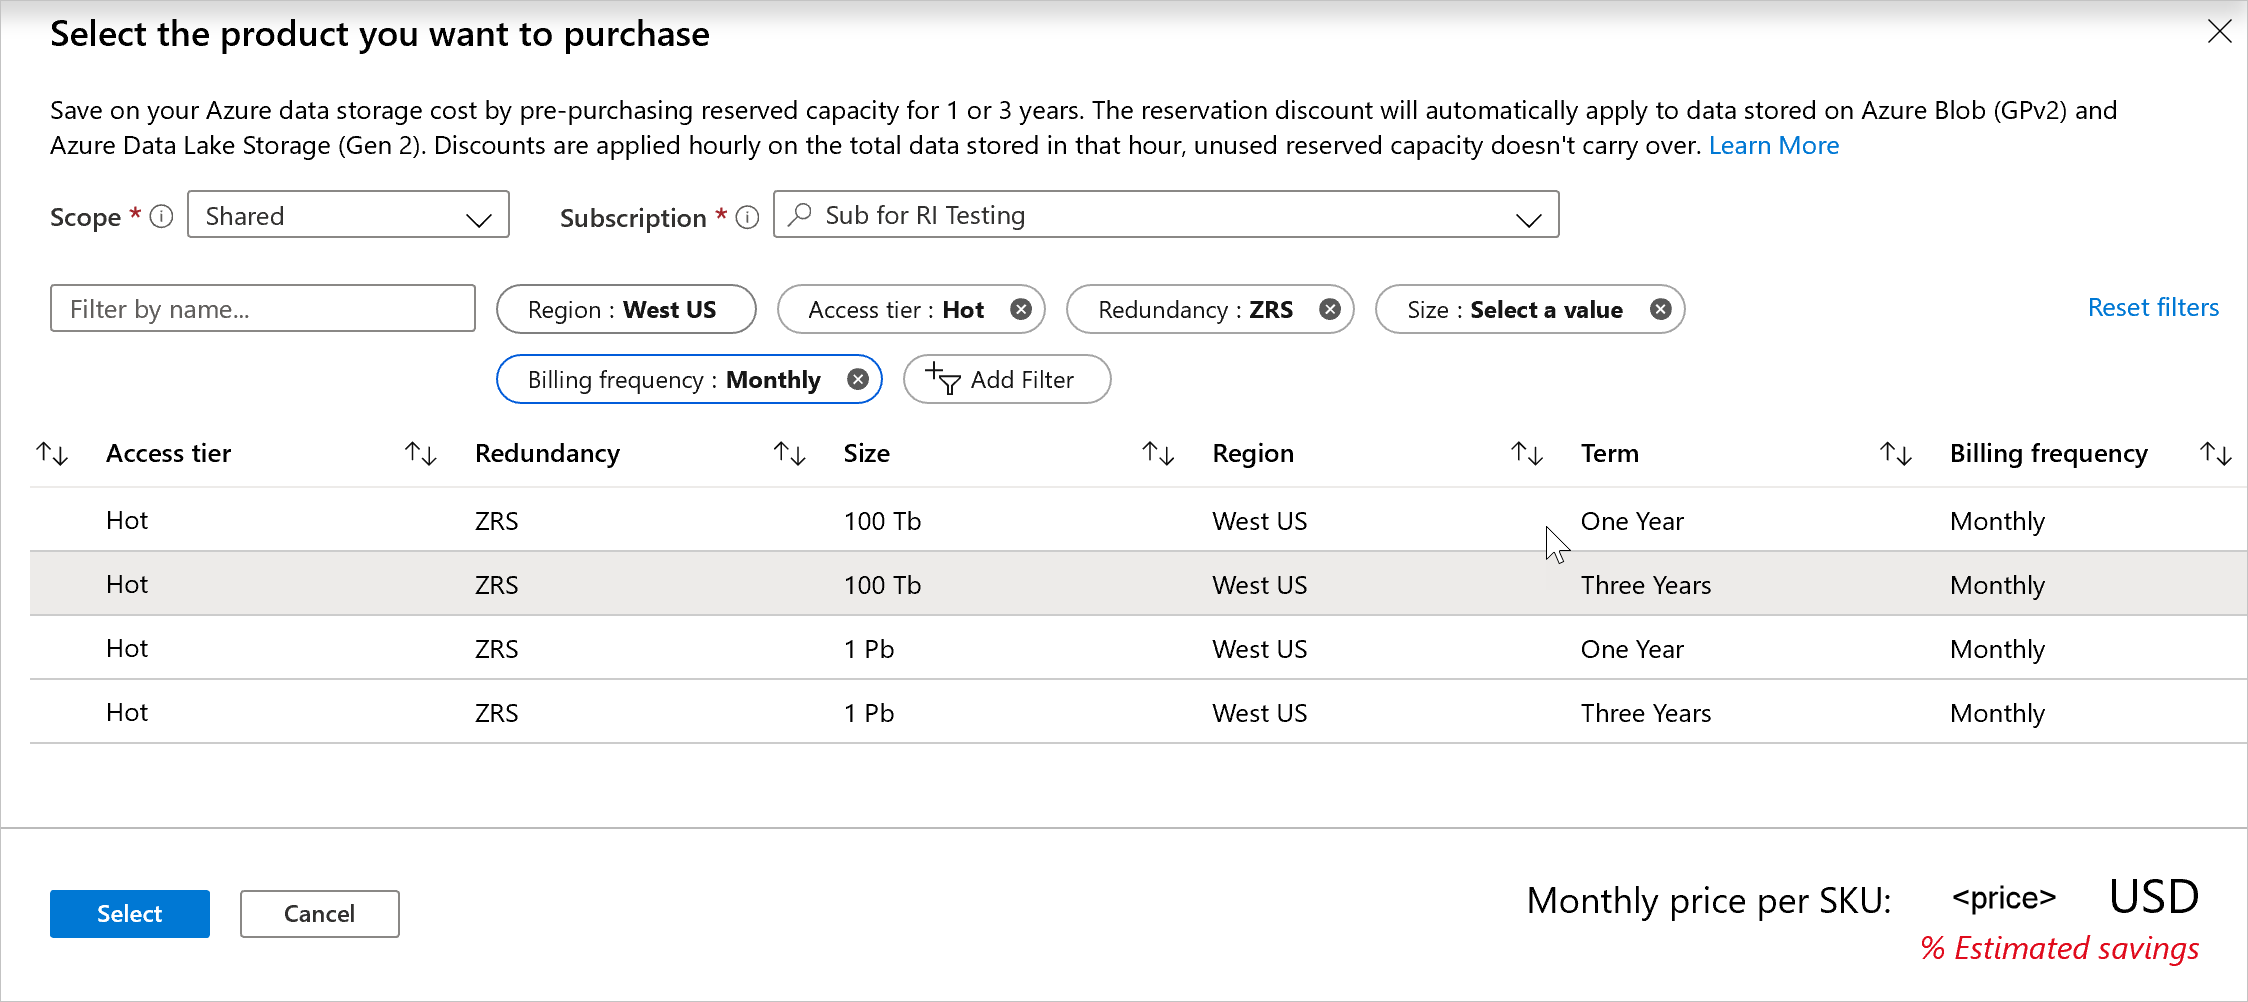 Select the product you want to purchase
Save on your Azure data storage cost by pre-purchasing reserved capacity for 1 or 3 years. The reservation discount will automatically apply to data stored on Azure Blob (GPv2) and
Azure Data Lake Storage (Gen 2). Discounts are applied hourly on the total data stored in that hour, unused reserved capacity doesn't carry over. Learn More
Scope * Shared Subscription * Sub for RI Testing
Filter by name... Region : West US Access tier : Hot Redundancy : ZRS Size : Select a value Reset filters
Billing frequency : Monthly Add Filter
Access tier Redundancy Size Region Term Billing frequency
Hot ZRS 100 Tb West US One Year Monthly
Hot ZRS 100 Tb West US Three Years Monthly
Hot ZRS 1 Pb West US One Year Monthly
Hot ZRS 1 Pb West US Three Years Monthly
Select Cancel Monthly price per SKU: <price> USD
% Estimated savings